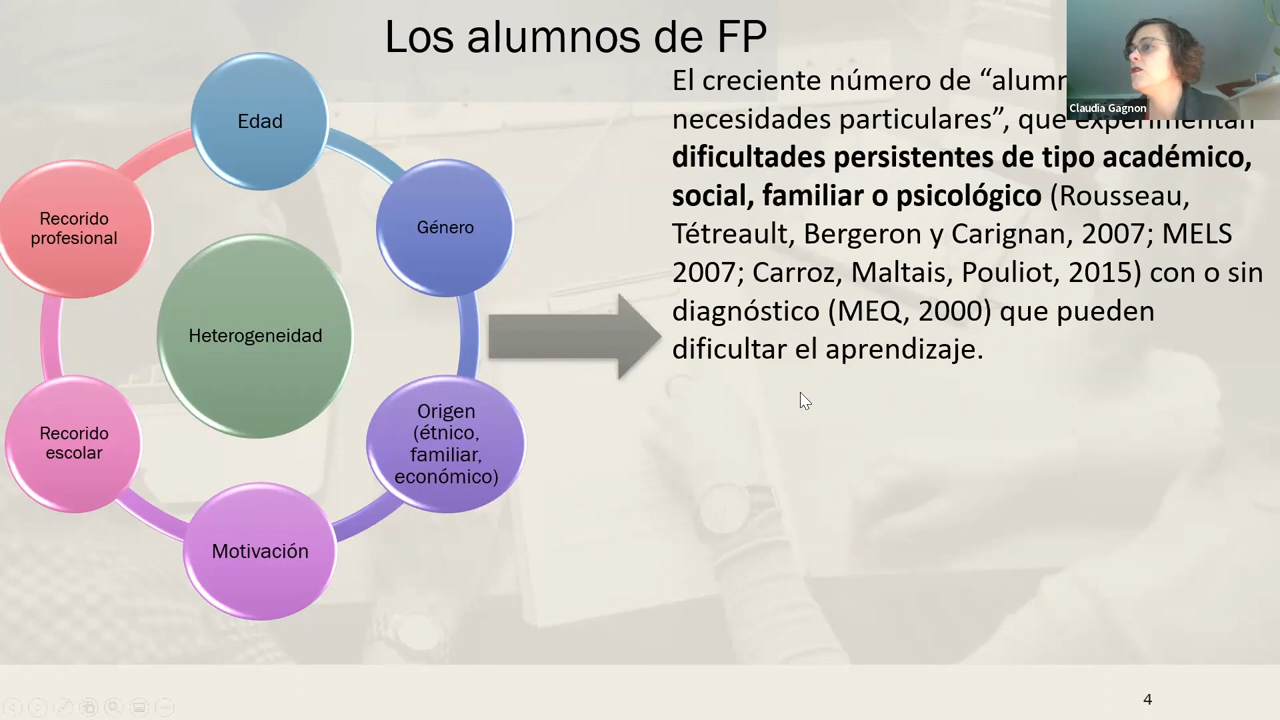 Los alumnos de FP
Claudia Gagnon
Edad
Género
Origen
(étnico,
familiar,
económico)
Motivación
Recorido
escolar
Recorido
profesional
Heterogeneidad
El creciente número de “
necesidades particulares”, que experimentan
dificultades persistentes de tipo académico,
social, familiar o psicológico (Rousseau,
Tétreault, Bergeron y Carignan, 2007; MELS
2007; Carroz, Maltais, Pouliot, 2015) con o sin
diagnóstico (MEQ, 2000) que pueden
dificultar el aprendizaje.
4